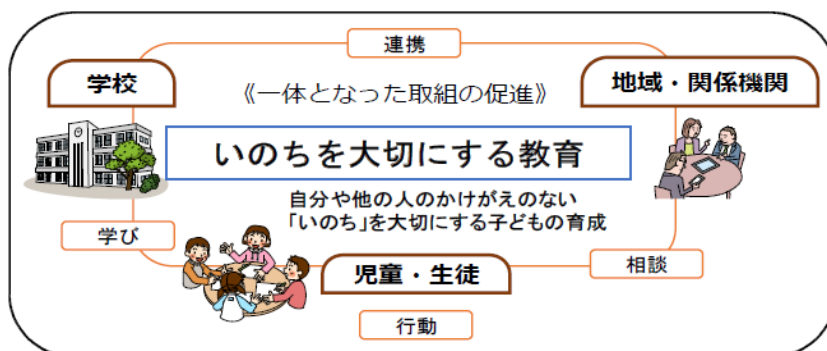 連携
学校
地域・関係機関
《一体となった取組の促進》
いのちを大切にする教育
自分や他の人のかけがえのない
「いのち」を大切にする子どもの育成
学び
相談
児童・生徒
行動